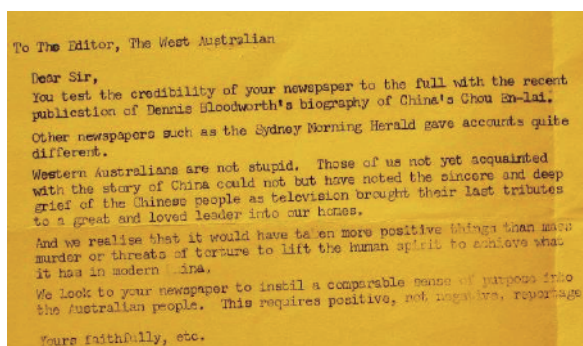 To The Editor, The West Australian
Dear Sir,
You test the credibility of your newspaper to the full with the recent
publication of Dennis Bloodworth's biography of China's Chou En-lai.
Other newspapers such as the Sydney Morning Herald gave accounts quite
different.
Western Australians are not stupid. Those of us not yet acquainted
with the story of China could not but have noted the sincere and deep
grief of the Chinese people as television brought their last tributes
to a great and loved leader into our homes.
And we realise that it would have taken more positive things than mass
murder or threats of torture to lift the human spirit to achieve what
it has in modern China.
We look to your newspaper to instil a comparable sense of purpose into
the Australian people. This requires positive, not negative, reportage
Yours faithfully, etc.